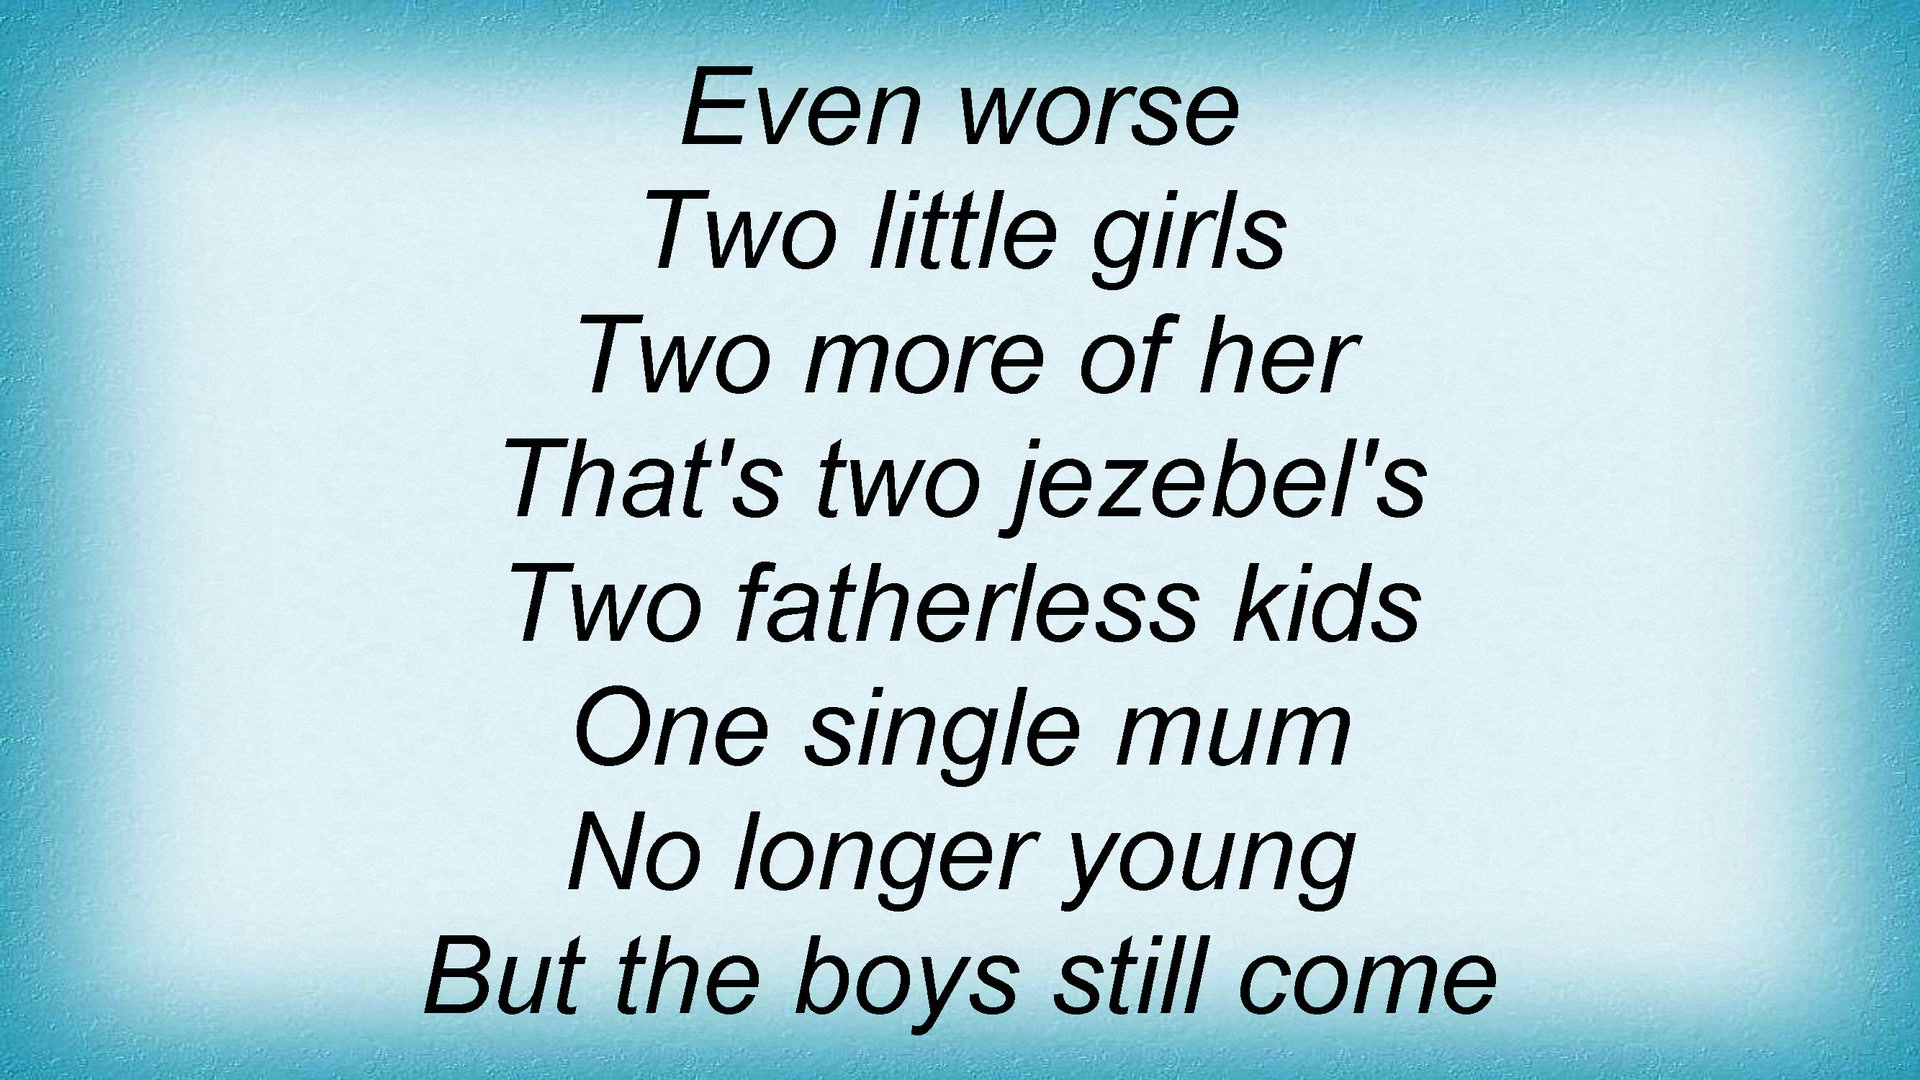 Even worse
Two little girls
Two more of her
That's two jezebel's
Two fatherless kids
One single mum
No longer young
But the boys still come